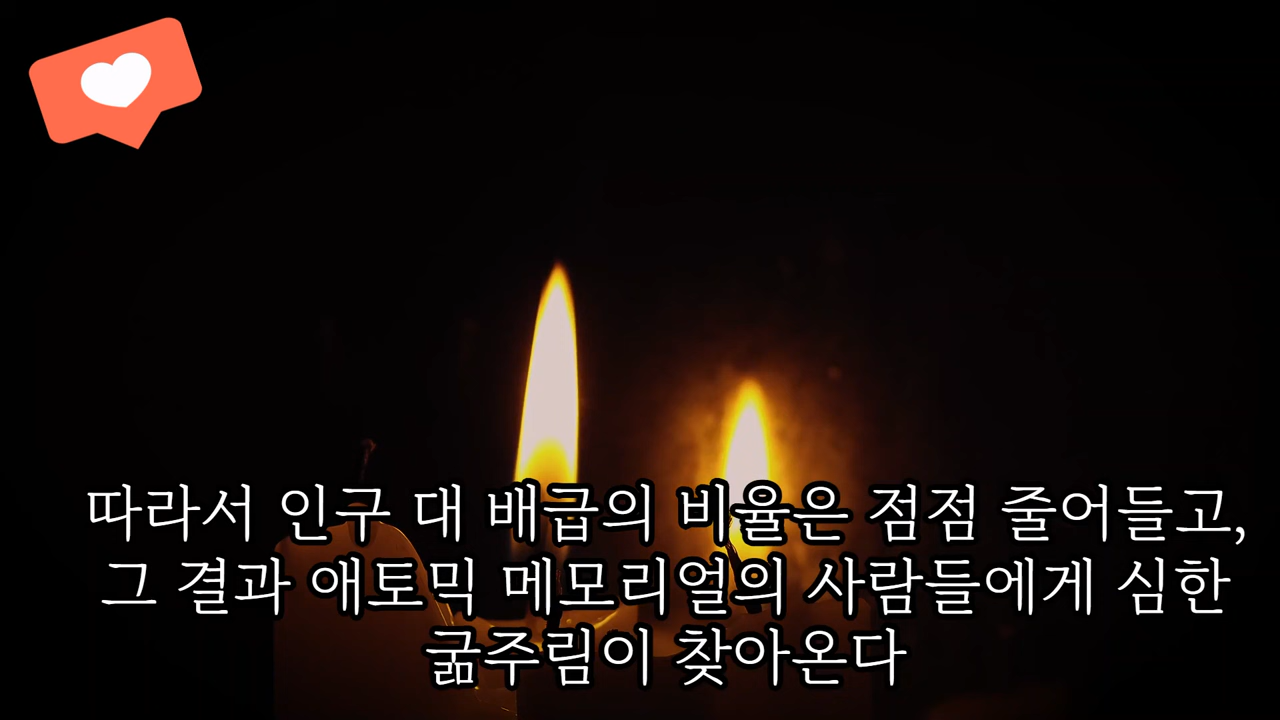 따라서 인구 대 배급의 비율은 점점 줄어들고,
그 결과 애토믹 메모리얼의 사람들에게 심한
굶주림이 찾아온다